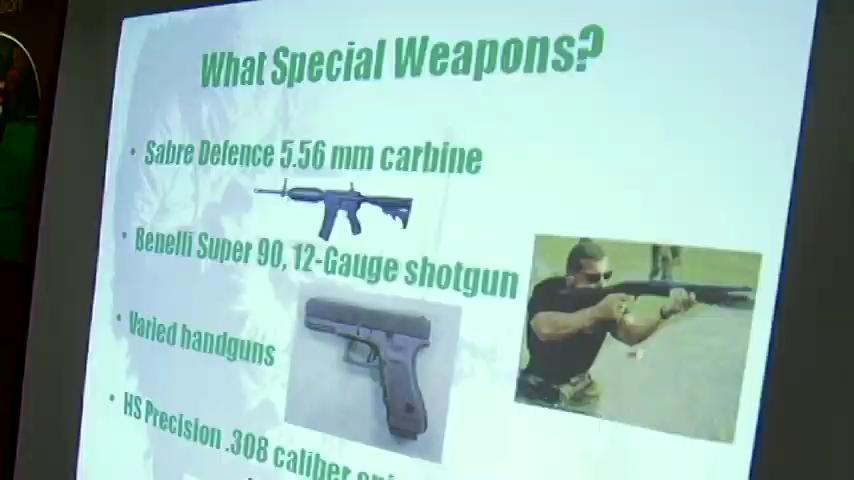 What Special Weapons?
• Sabre Defence 5.56 mm carbine
• Benelli Super 90, 12-Gauge shotgun
• Varied handguns
• HS Precision .308 caliber